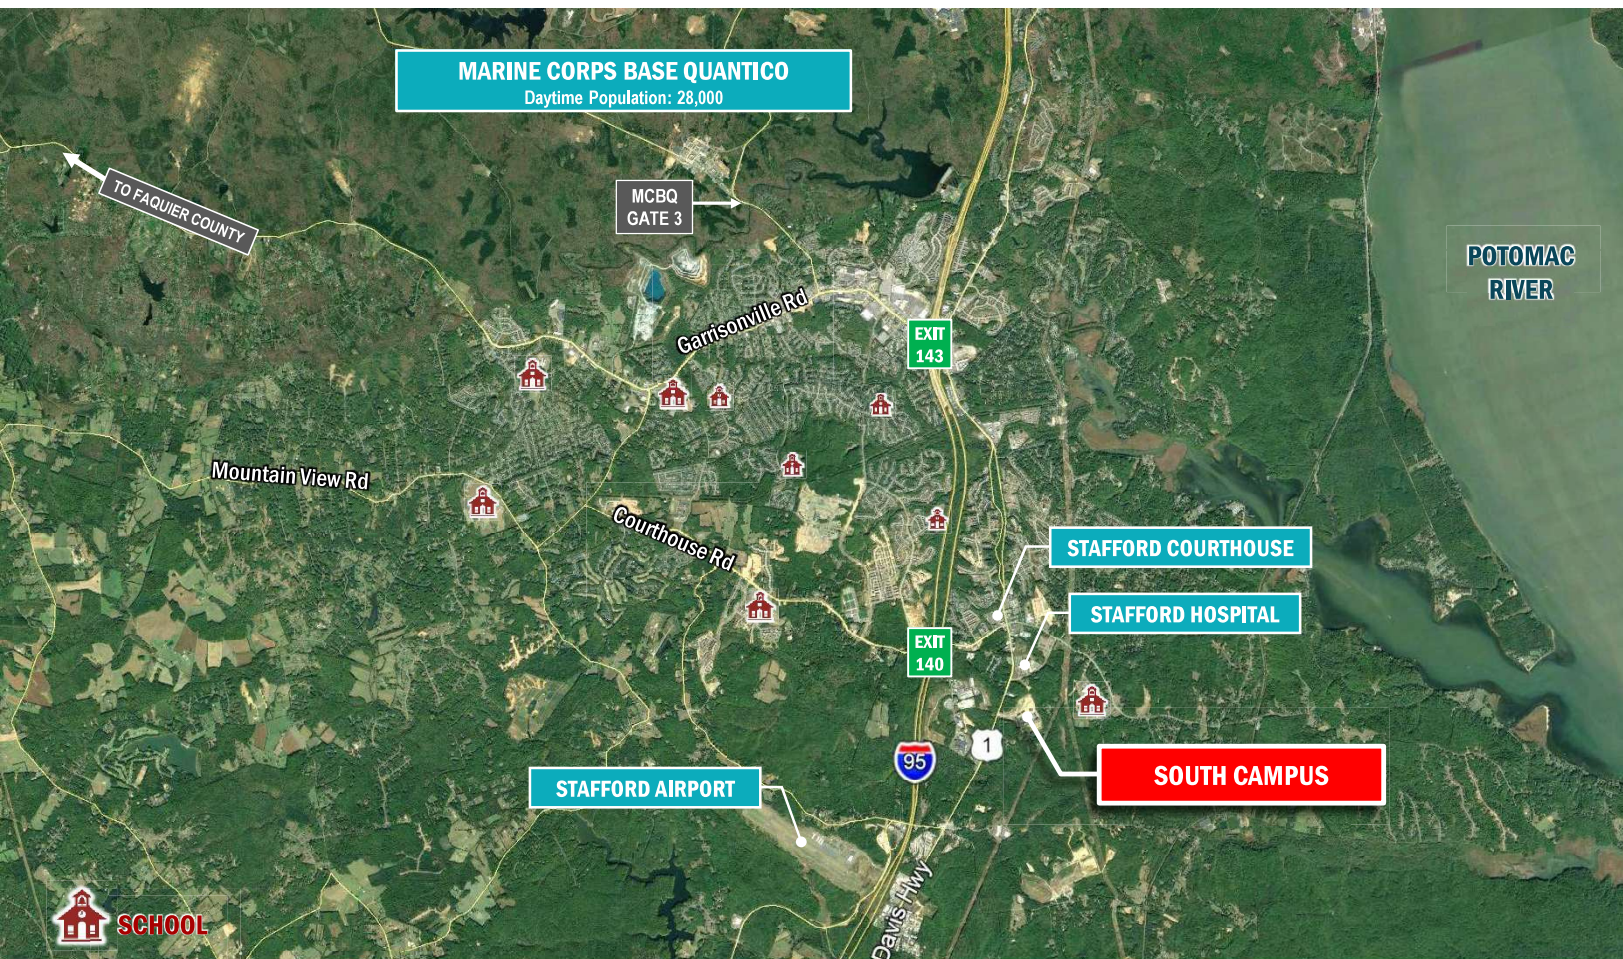 MARINE CORPS BASE QUANTICO
Daytime Population: 28,000
TO FAQUIER COUNTY
MCBQ
GATE 3
POTOMAC
RIVER
Garrisonville Rd
EXIT
143
Mountain View Rd
Courthouse Rd
STAFFORD COURTHOUSE
STAFFORD HOSPITAL
EXIT
140
1
95
SOUTH CAMPUS
STAFFORD AIRPORT
Davis Hwy
SCHOOL